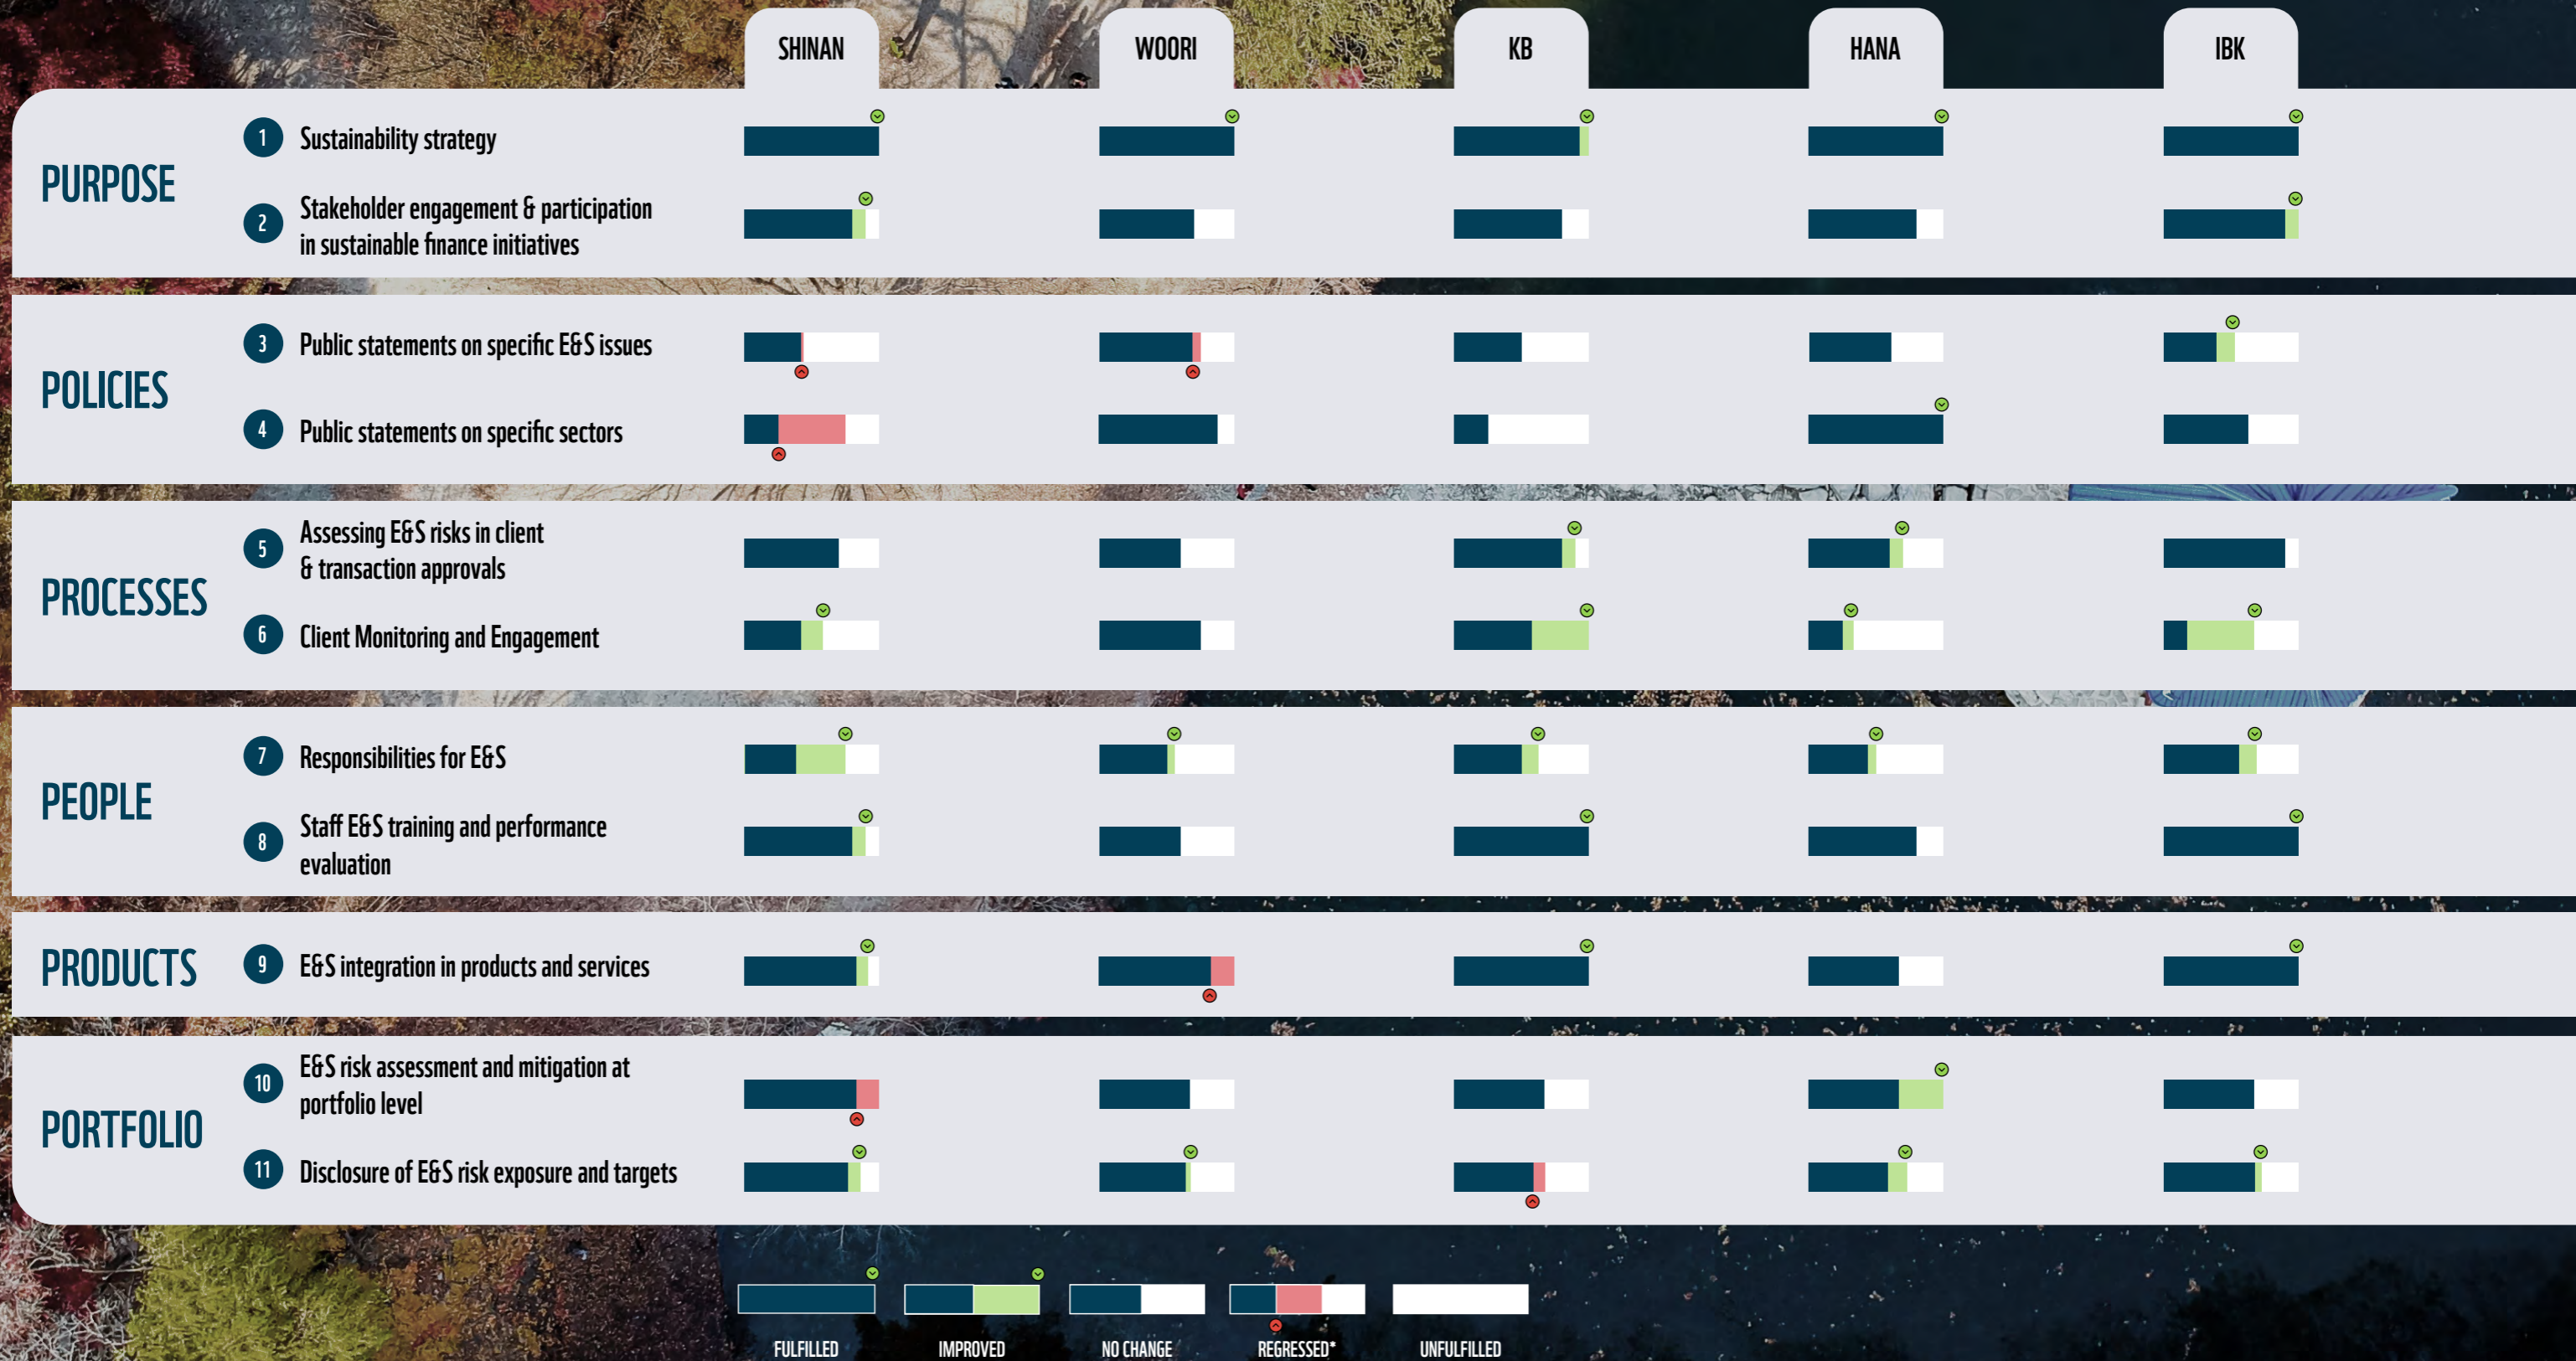 SHINAN
WOORI
KB
HANA
IBK
PURPOSE
1
Sustainability strategy
2
Stakeholder engagement & participation
in sustainable finance initiatives
POLICIES
3
Public statements on specific E&S issues
4
Public statements on specific sectors
PROCESSES
5
Assessing E&S risks in client
& transaction approvals
6
Client Monitoring and Engagement
PEOPLE
7
Responsibilities for E&S
8
Staff E&S training and performance
evaluation
PRODUCTS
9
E&S integration in products and services
PORTFOLIO
10
E&S risk assessment and mitigation at
portfolio level
11
Disclosure of E&S risk exposure and targets
FULFILLED
IMPROVED
NO CHANGE
REGRESSED*
UNFULFILLED